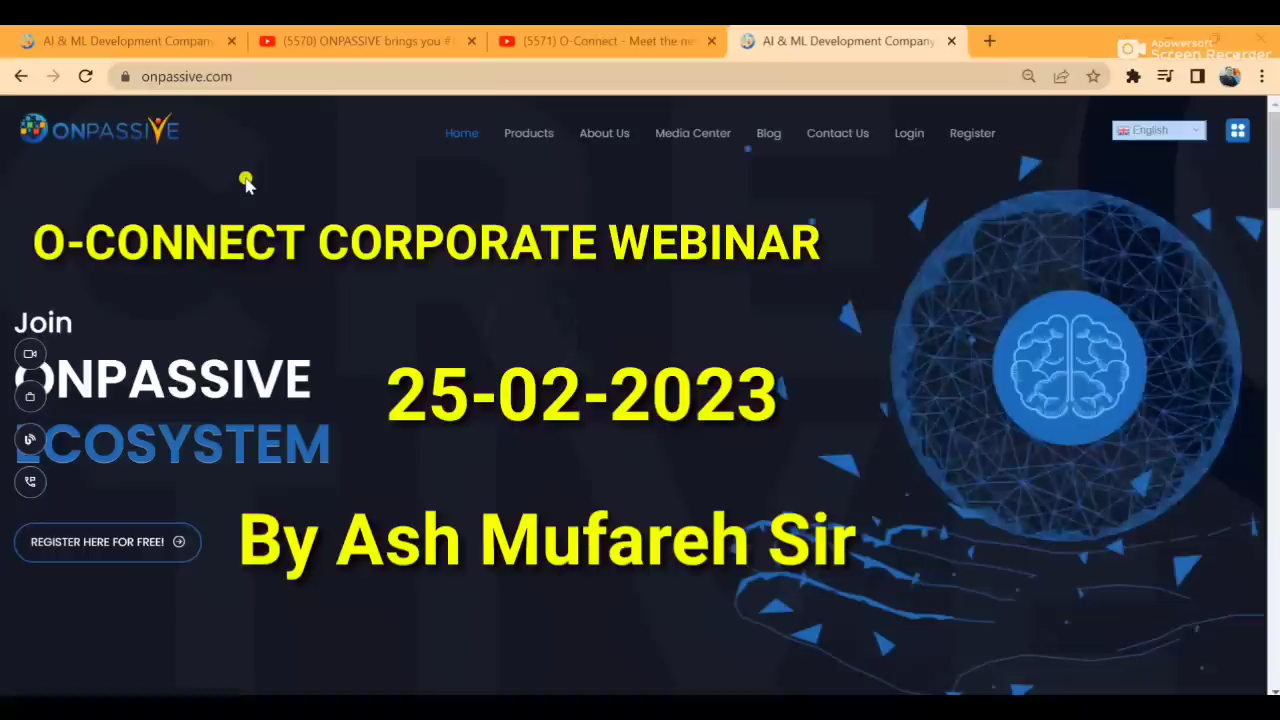 AI & ML Development Company
(5570) ONPASSIVE brings you #
(5571) O-Connect - Meet the ne
AI & ML Development Company
Apowersoft
Screen Recorder
onpassive.com
ONPASSIVE
Home
Products
About Us
Media Center
Blog
Contact Us
Login
Register
English
O-CONNECT CORPORATE WEBINAR
Join
ONPASSIVE
25-02-2023
ECOSYSTEM
REGISTER HERE FOR FREE!
By Ash Mufareh Sir